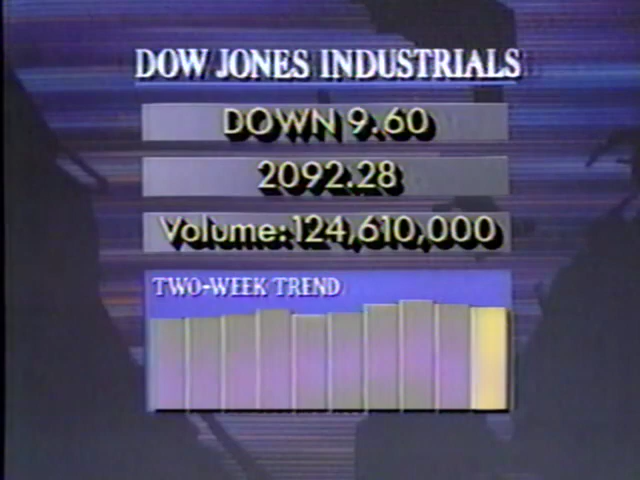 DOW JONES INDUSTRIALS
DOWN 9.60
2092.28
Volume:124,610,000
TWO-WEEK TREND